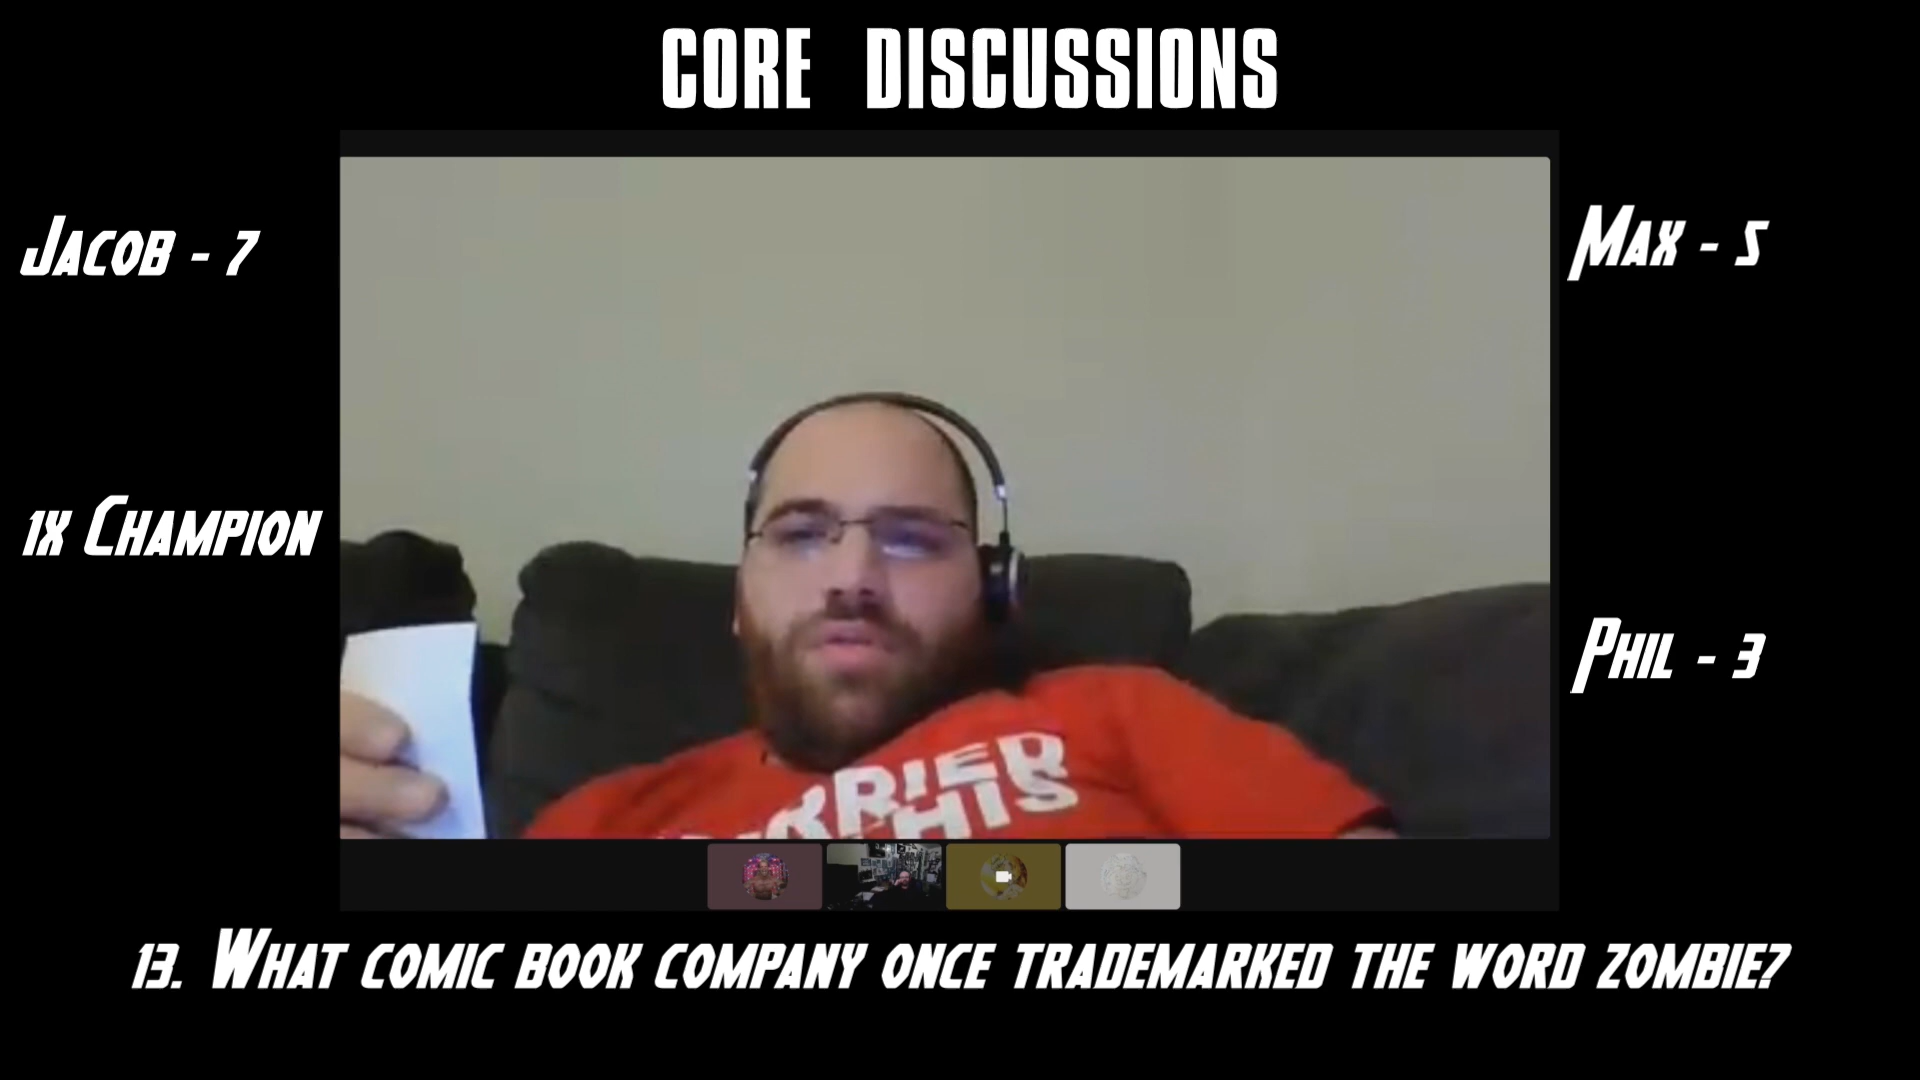 CORE DISCUSSIONS
JACOB - 7
MAX - 5
1X CHAMPION
PHIL - 3
HIS
13. WHAT COMIC BOOK COMPANY ONCE TRADEMARKED THE WORD ZOMBIE?